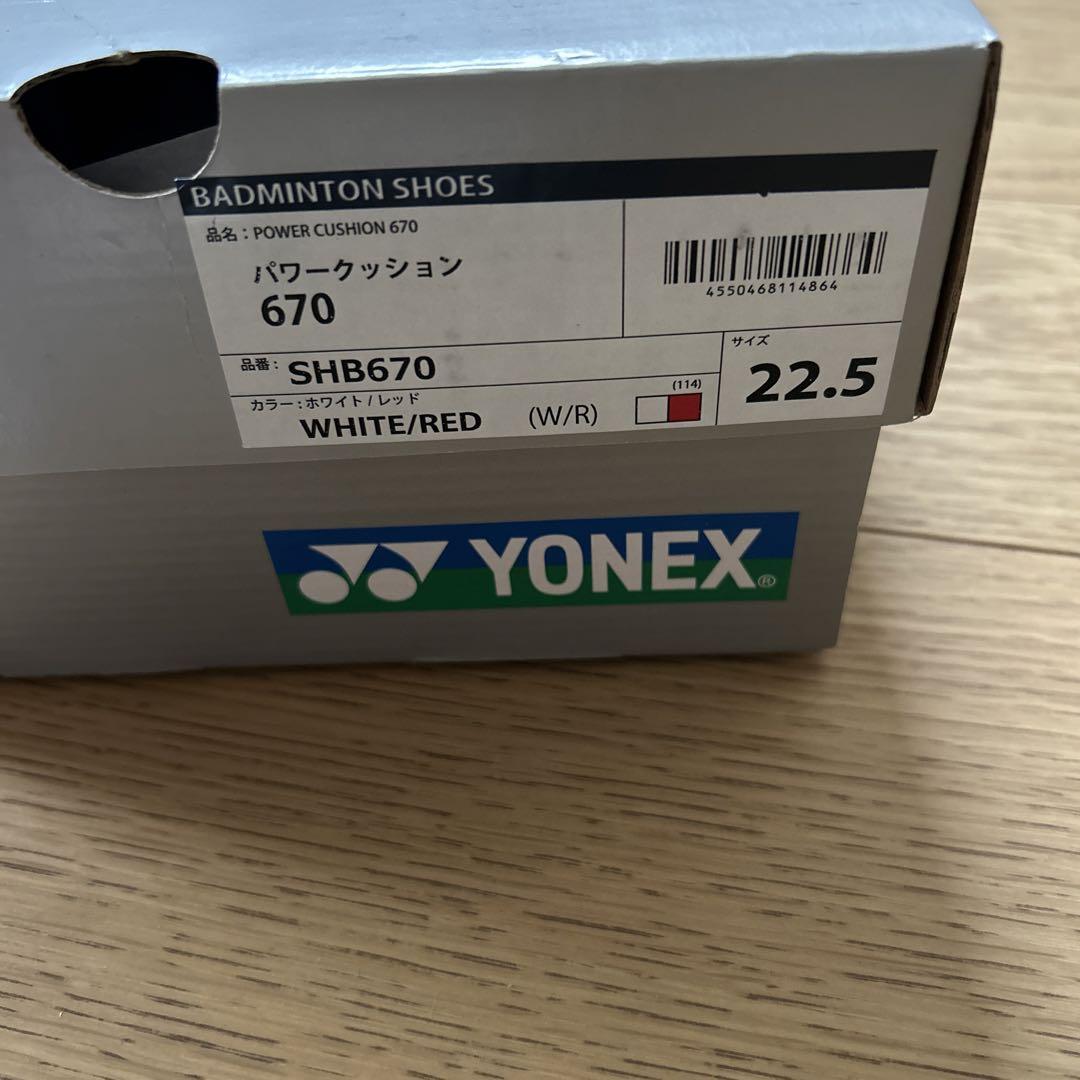 BADMINTON SHOES
品名：POWER CUSHION 670
パワークッション
670
4550468114864
品番：SHB670
サイズ
22.5
カラー：ホワイト/レッド
WHITE/RED (W/R)
(114)
YONEX®